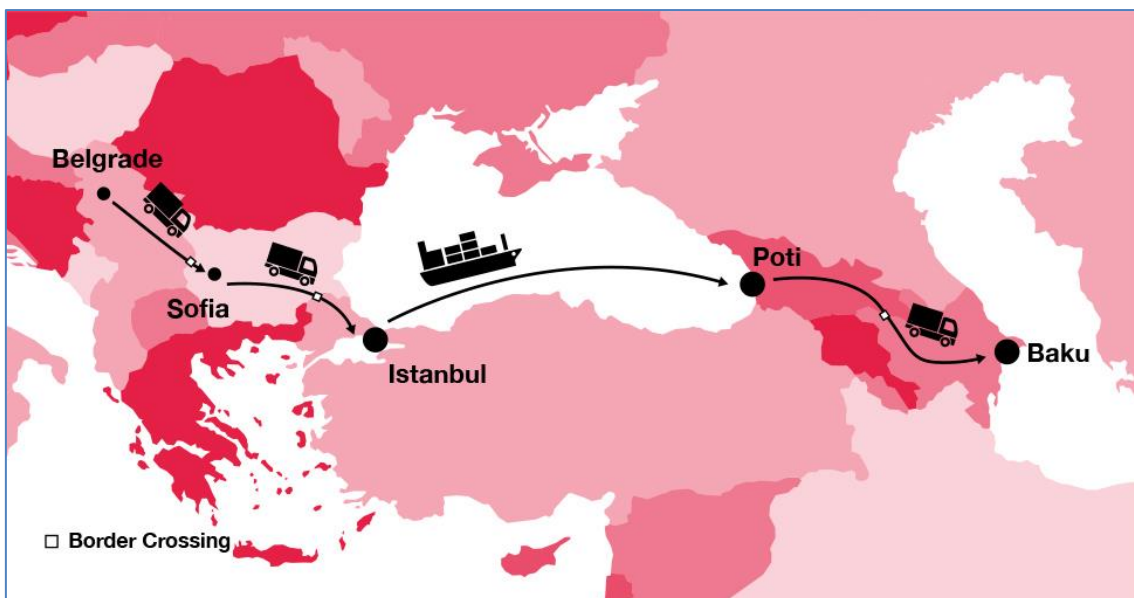 Belgrade
Sofia
Istanbul
Poti
Baku
Border Crossing